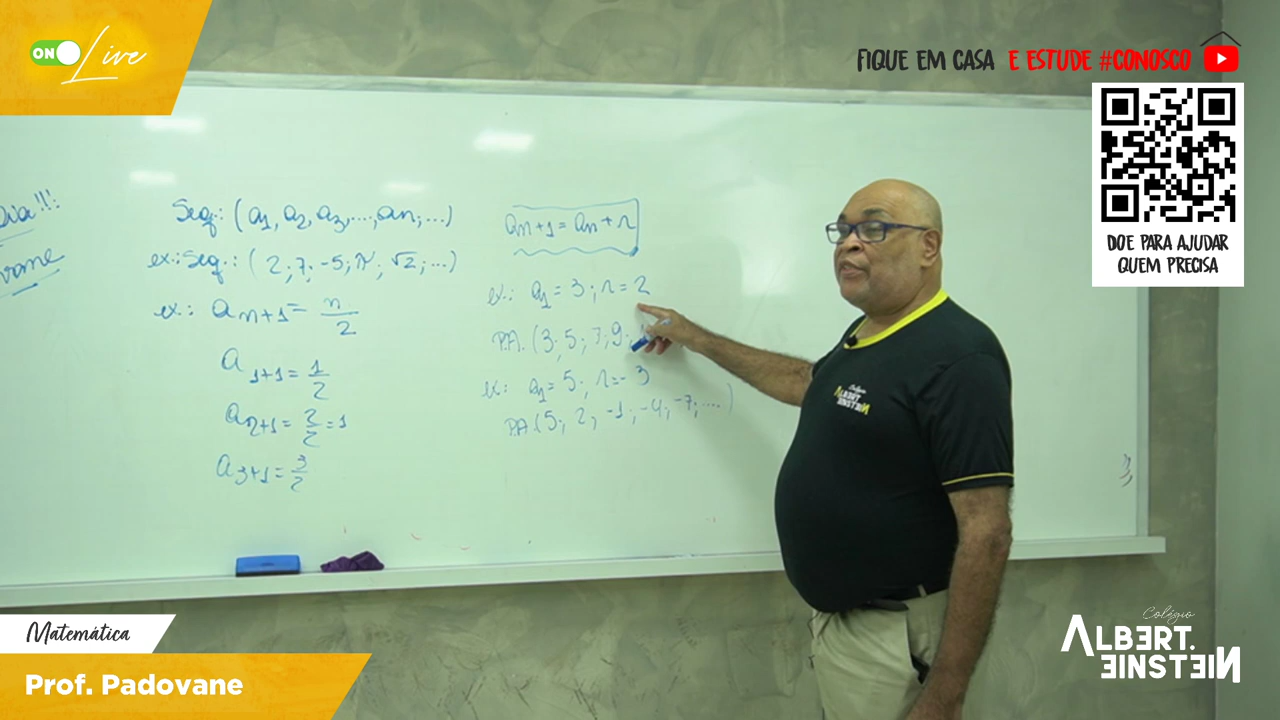 ON Live
FIQUE EM CASA E ESTUDE #CONOSCO
DOE PARA AJUDAR
QUEM PRECISA
Seq.: (a1, a2, a3, ..., an, ...)
ex.: Seq.: (2; 7; -5; π; √2; ...)
ex.: an+1 = n/2
a1+1 = 1/2
a2+1 = 2/2 = 1
a3+1 = 3/2
an+1 = an + r
ex.: a1 = 3; r = 2
P.A. (3; 5; 7; 9;
ex: a1 = 5; r = -3
P.A. (5; 2; -1; -4; -7; ....)
Colégio
ALBERT
EINSTEIN
Matemática
Prof. Padovane
Colégio
ALBERT.
EINSTEIN